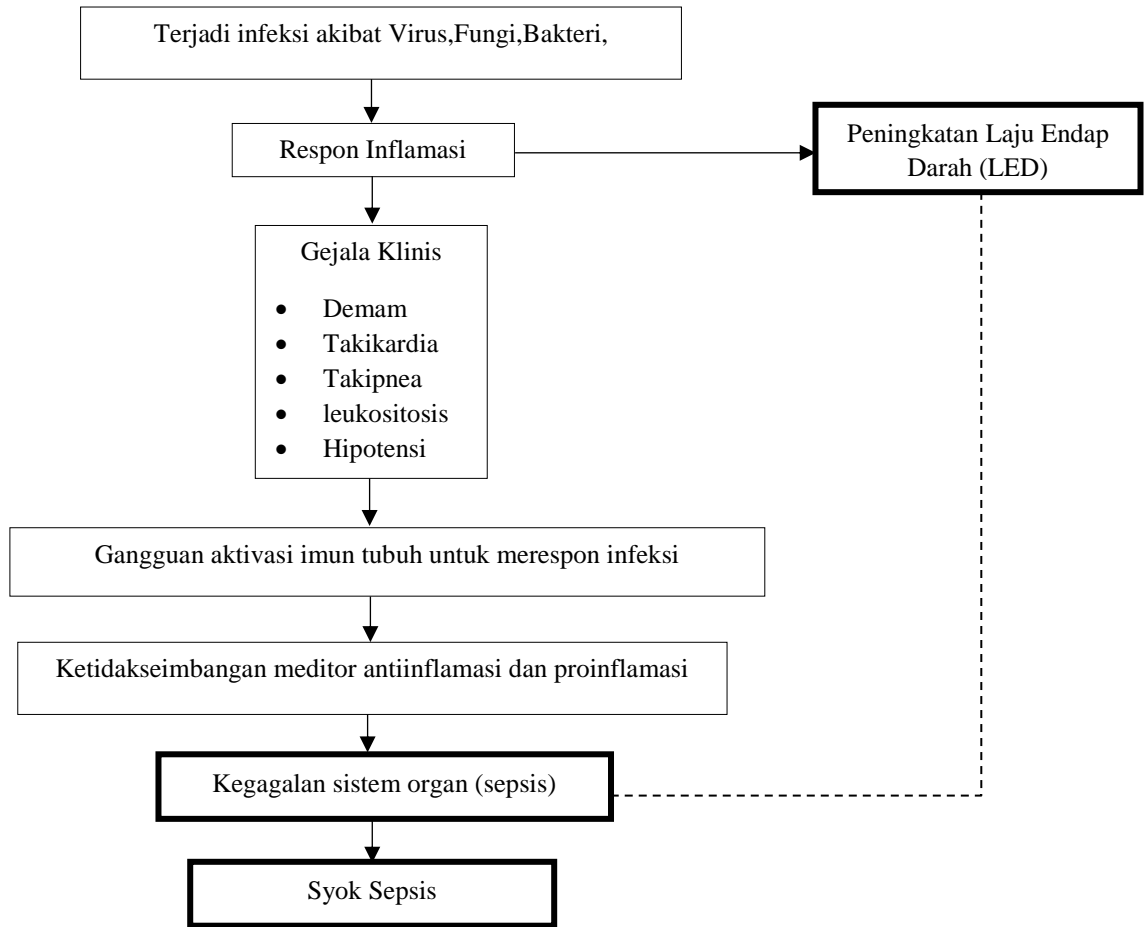 Terjadi infeksi akibat Virus,Fungi,Bakteri,
Respon Inflamasi
Peningkatan Laju Endap
Darah (LED)
Gejala Klinis
• Demam
• Takikardia
• Takipnea
• leukositosis
• Hipotensi
Gangguan aktivasi imun tubuh untuk merespon infeksi
Ketidakseimbangan meditor antiinflamasi dan proinflamasi
Kegagalan sistem organ (sepsis)
Syok Sepsis